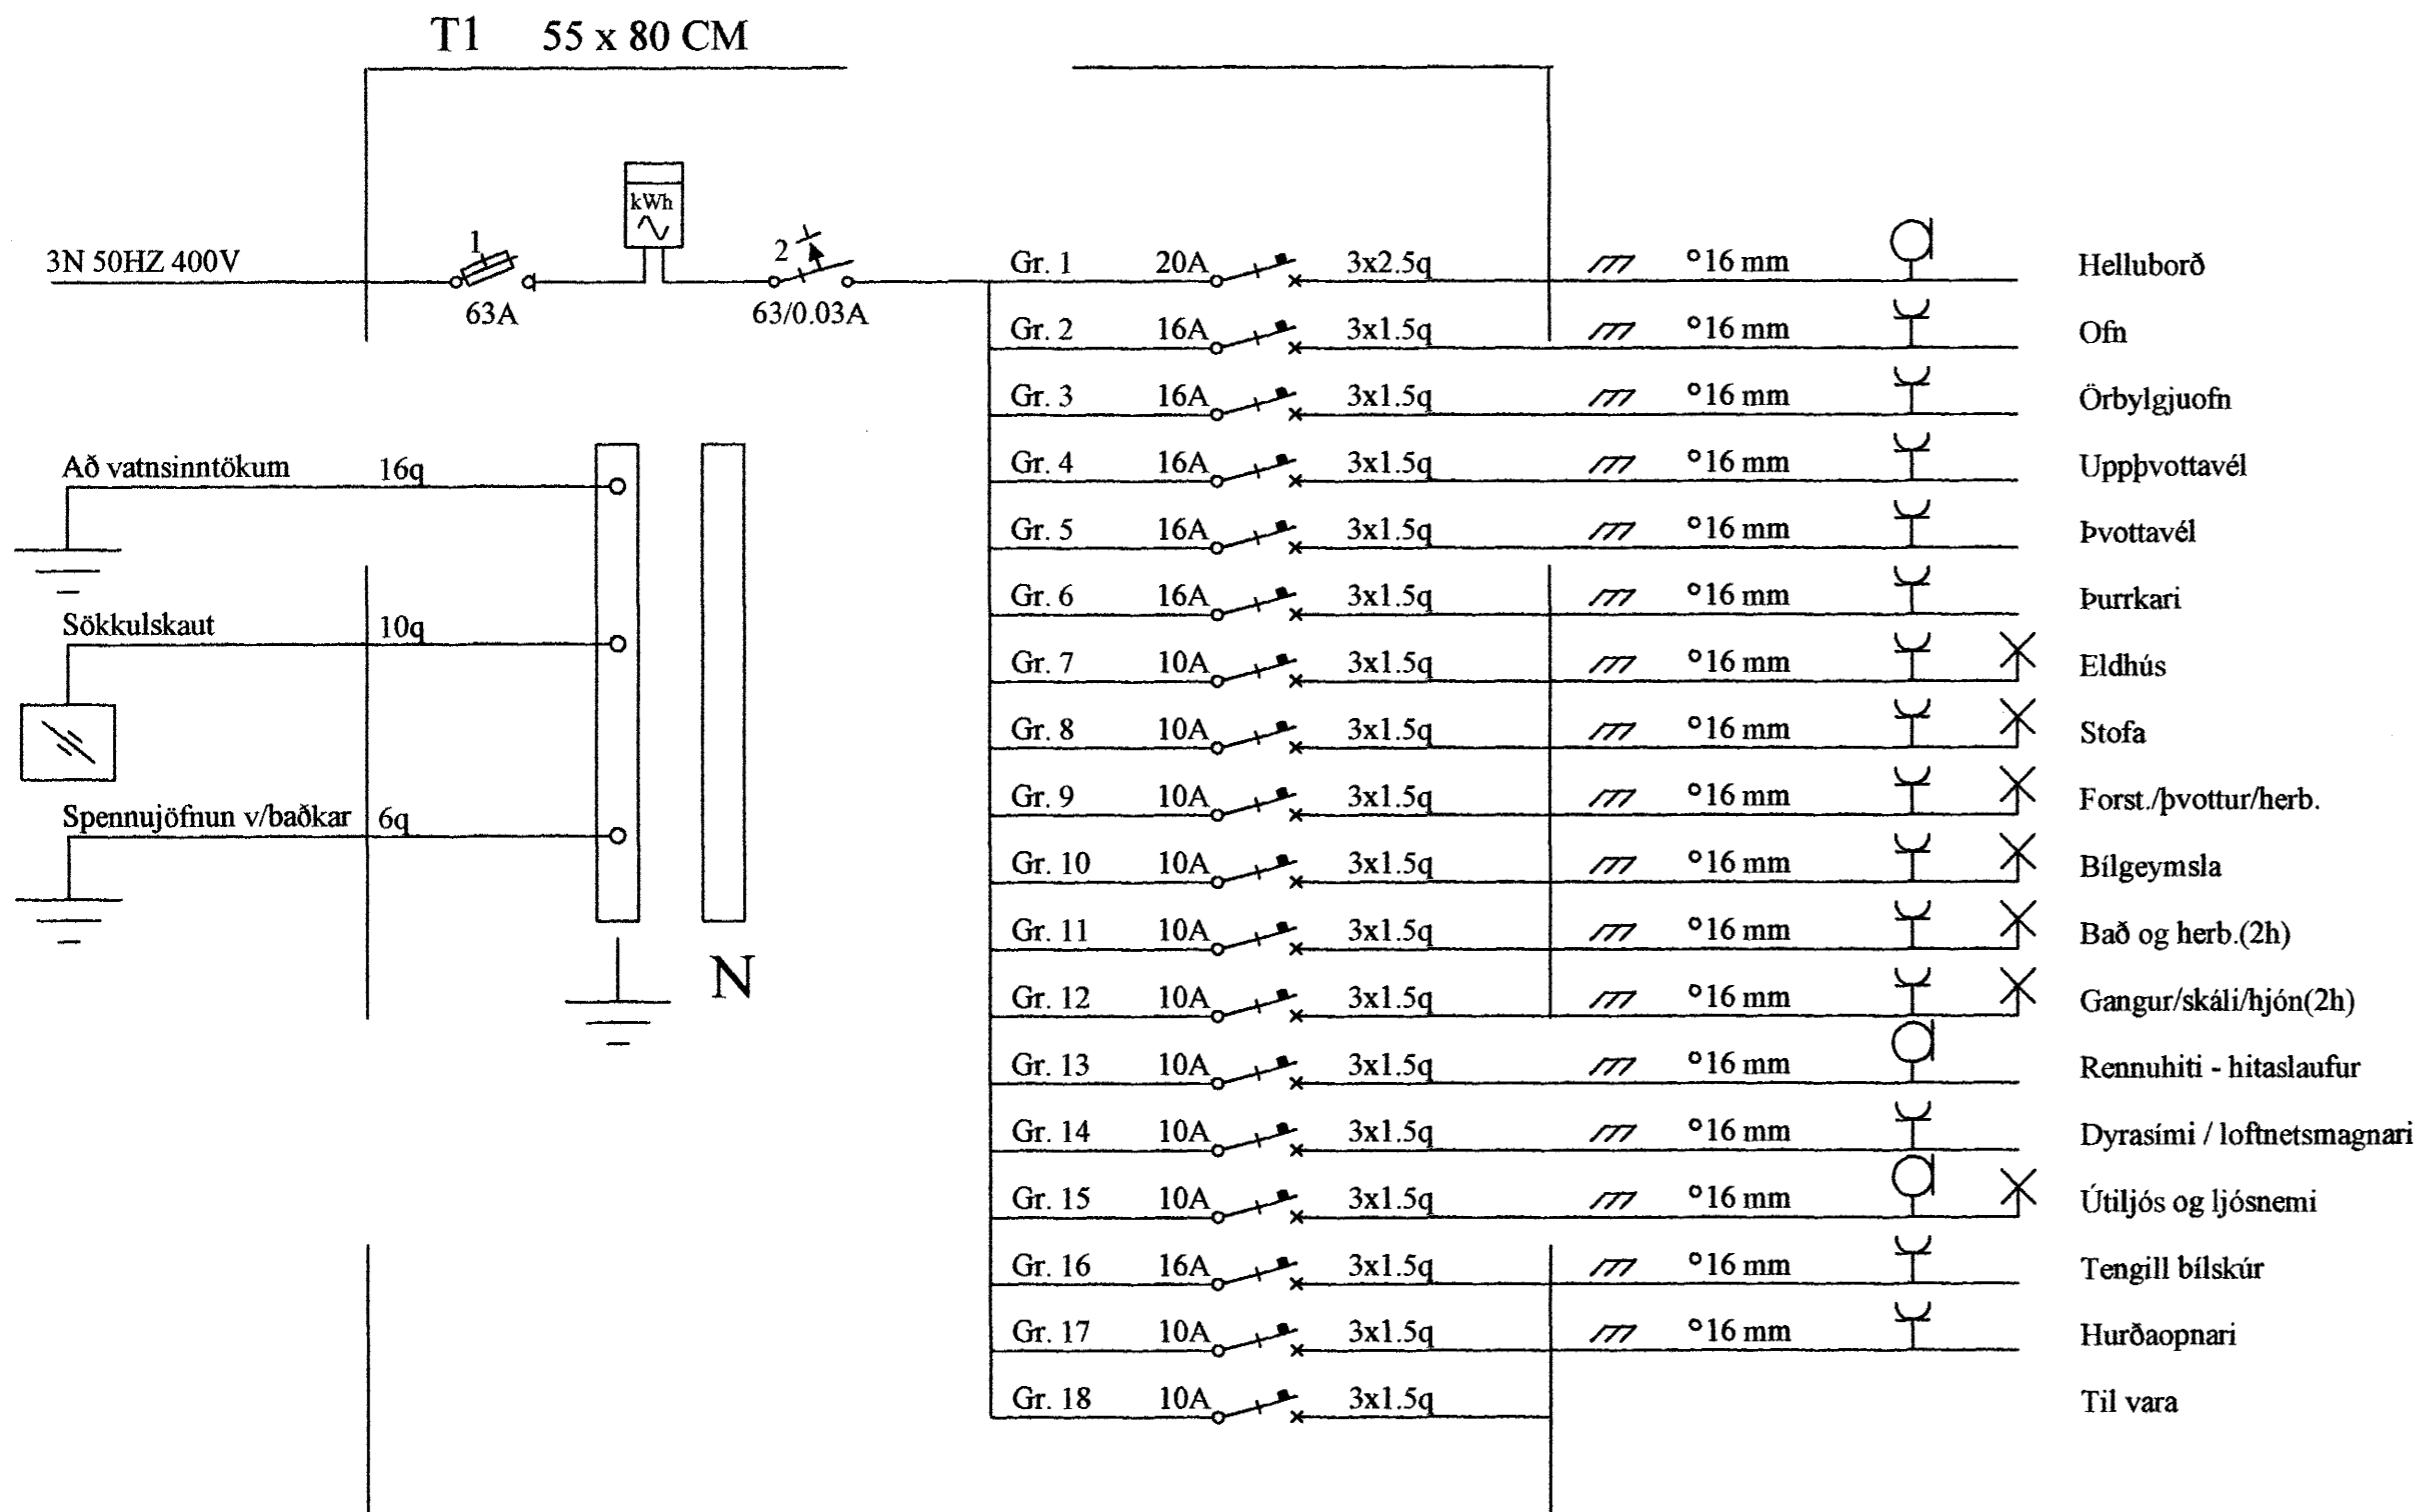 T1 55 x 80 CM
kWh
3N 50HZ 400V
1
63A
2
63/0.03A
Að vatnsinntökum 16q
Sökkulskaut 10q
Spennujöfnun v/baðkar 6q
N
Gr. 1 20A 3x2.5q °16 mm Helluborð
Gr. 2 16A 3x1.5q °16 mm Ofn
Gr. 3 16A 3x1.5q °16 mm Örbylgjuofn
Gr. 4 16A 3x1.5q °16 mm Uppþvottavél
Gr. 5 16A 3x1.5q °16 mm Þvottavél
Gr. 6 16A 3x1.5q °16 mm Þurrkari
Gr. 7 10A 3x1.5q °16 mm Eldhús
Gr. 8 10A 3x1.5q °16 mm Stofa
Gr. 9 10A 3x1.5q °16 mm Forst./þvottur/herb.
Gr. 10 10A 3x1.5q °16 mm Bílgeymsla
Gr. 11 10A 3x1.5q °16 mm Bað og herb.(2h)
Gr. 12 10A 3x1.5q °16 mm Gangur/skáli/hjón(2h)
Gr. 13 10A 3x1.5q °16 mm Rennuhiti - hitaslaufur
Gr. 14 10A 3x1.5q °16 mm Dyrasími / loftnetsmagnari
Gr. 15 10A 3x1.5q °16 mm Útiljós og ljósnemi
Gr. 16 16A 3x1.5q °16 mm Tengill bílskúr
Gr. 17 10A 3x1.5q °16 mm Hurðaopnari
Gr. 18 10A 3x1.5q Til vara